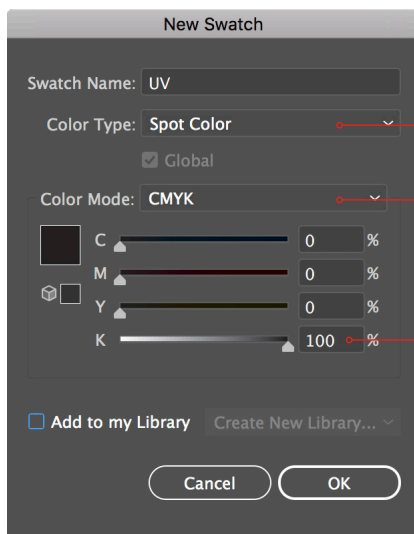 New Swatch
Swatch Name: UV
Color Type: Spot Color
Global
Color Mode: CMYK
C 0 %
M 0 %
Y 0 %
K 100 %
Add to my Library Create New Library...
Cancel OK